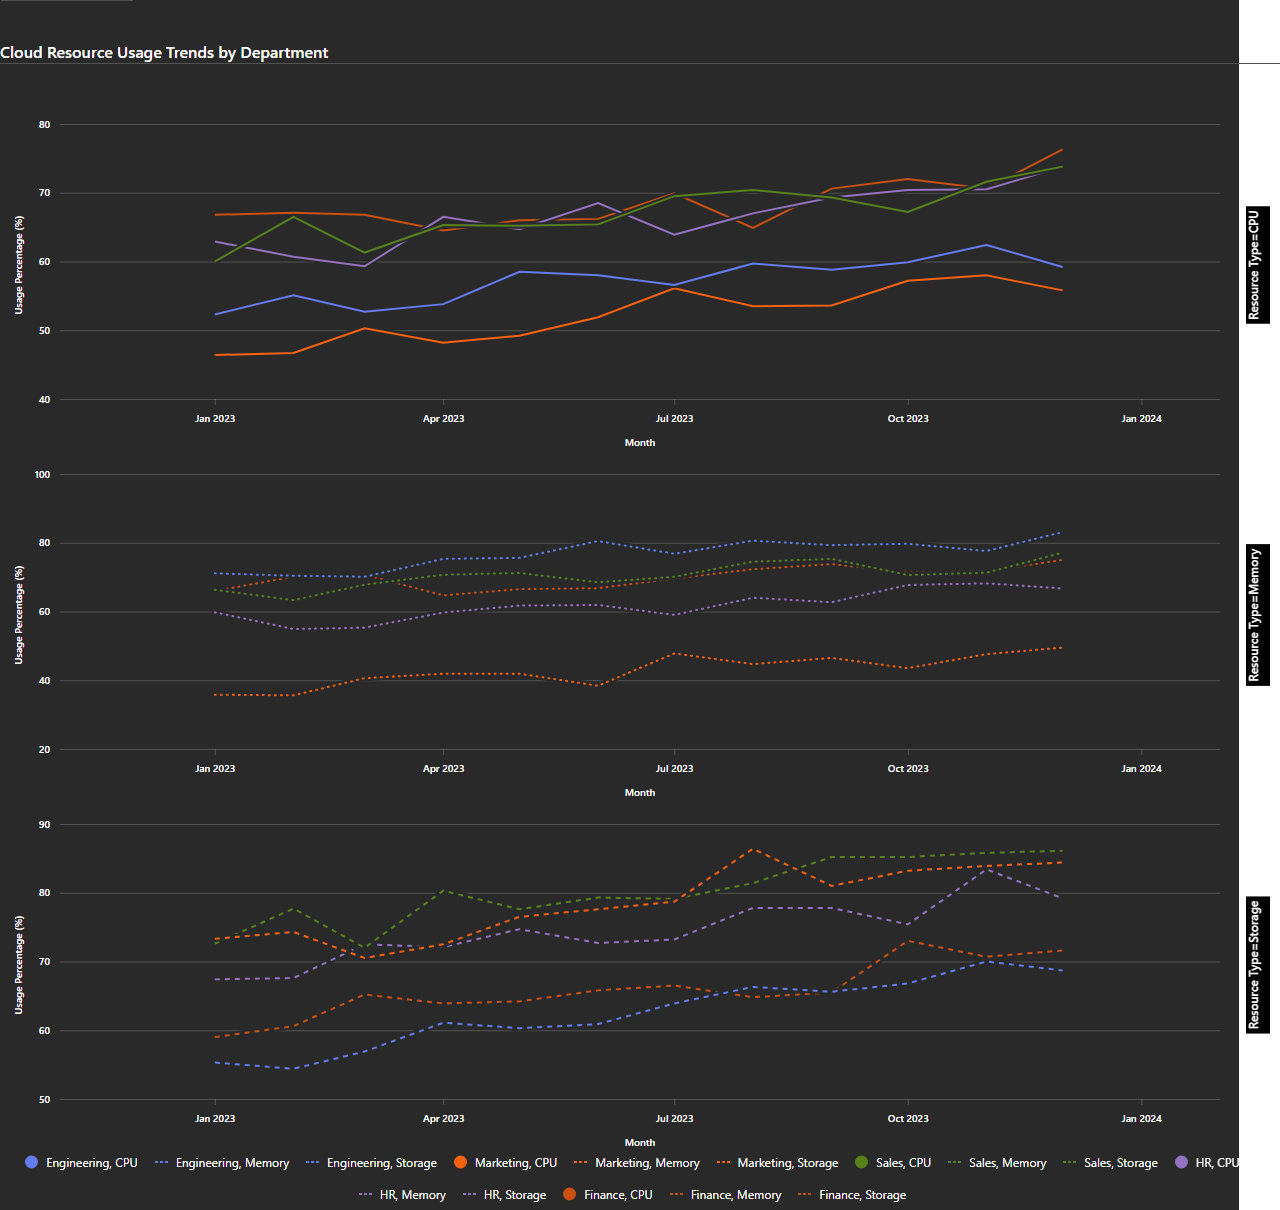 Cloud Resource Usage Trends by Department
80
70
60
50
40
Usage Percentage (%)
Jan 2023 Apr 2023 Jul 2023 Oct 2023 Jan 2024
Month
Resource Type=CPU
100
80
60
40
20
Usage Percentage (%)
Jan 2023 Apr 2023 Jul 2023 Oct 2023 Jan 2024
Month
Resource Type=Memory
90
80
70
60
50
Usage Percentage (%)
Jan 2023 Apr 2023 Jul 2023 Oct 2023 Jan 2024
Month
Resource Type=Storage
Engineering, CPU Engineering, Memory Engineering, Storage Marketing, CPU Marketing, Memory Marketing, Storage Sales, CPU Sales, Memory Sales, Storage HR, CPU
HR, Memory HR, Storage Finance, CPU Finance, Memory Finance, Storage